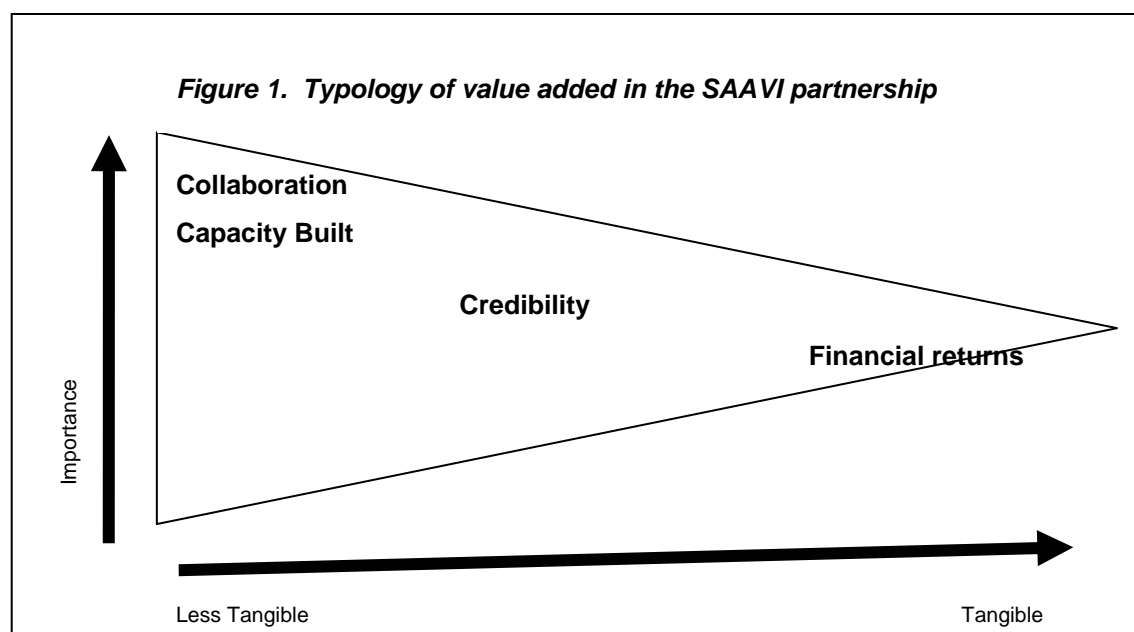 Figure 1. Typology of value added in the SAAVI partnership
Collaboration
Capacity Built
Credibility
Financial returns
Importance
Less Tangible Tangible